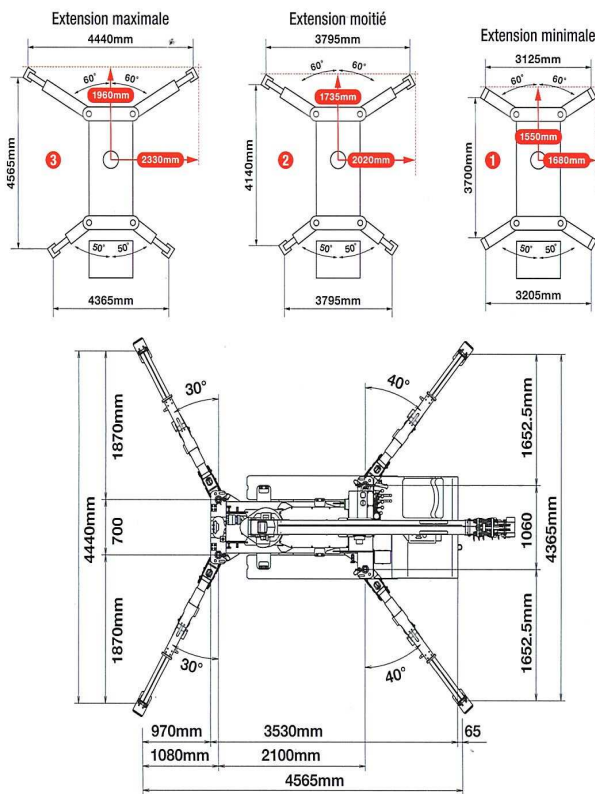 Extension maximale
4440mm
60° 60°
1960mm
4565mm
3
2330mm
50° 50°
4365mm
Extension moitié
3795mm
60° 60°
1735mm
4140mm
2
2020mm
50° 50°
3795mm
Extension minimale
3125mm
60° 60°
1550mm
3700mm
1
1680mm
50° 50°
3205mm
30°
40°
1870mm
1652.5mm
4440mm
700
1060
4365mm
1870mm
1652.5mm
30°
40°
970mm
3530mm
65
1080mm
2100mm
4565mm